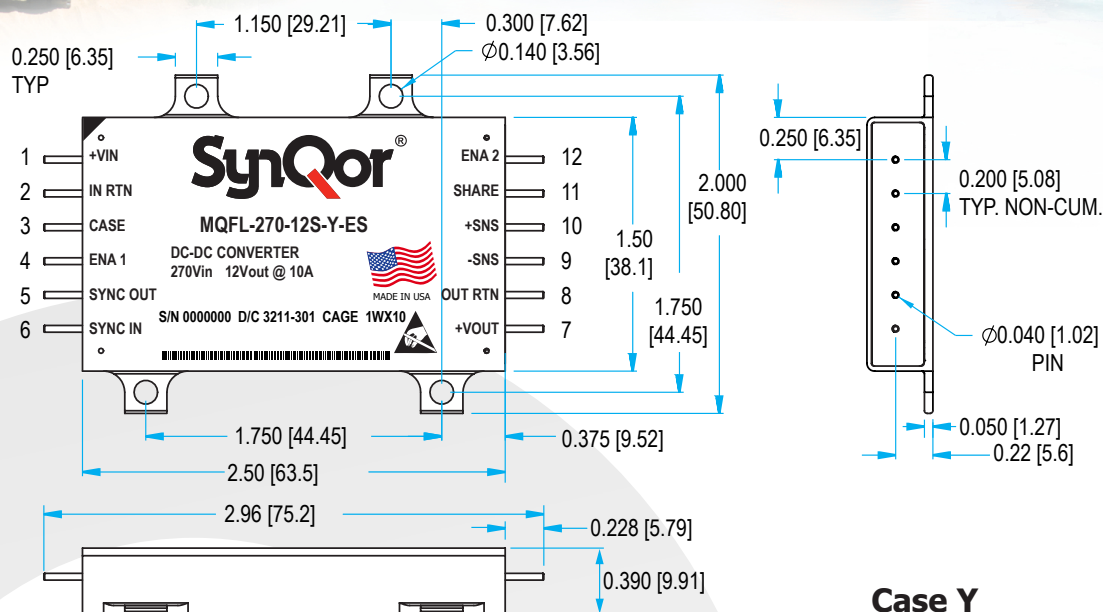 1.150 [29.21]
0.300 [7.62]
0.250 [6.35]
TYP
Ø0.140 [3.56]
SynQor®
MQFL-270-12S-Y-ES
DC-DC CONVERTER
270Vin 12Vout @ 10A
MADE IN USA
S/N 0000000 D/C 3211-301 CAGE 1WX10
1 +VIN
2 IN RTN
3 CASE
4 ENA 1
5 SYNC OUT
6 SYNC IN
ENA 2 12
SHARE 11
+SNS 10
-SNS 9
OUT RTN 8
+VOUT 7
2.000
[50.80]
1.50
[38.1]
1.750
[44.45]
1.750 [44.45]
0.375 [9.52]
2.50 [63.5]
2.96 [75.2]
0.228 [5.79]
0.390 [9.91]
0.250 [6.35]
0.200 [5.08]
TYP. NON-CUM.
Ø0.040 [1.02]
PIN
0.050 [1.27]
0.22 [5.6]
Case Y